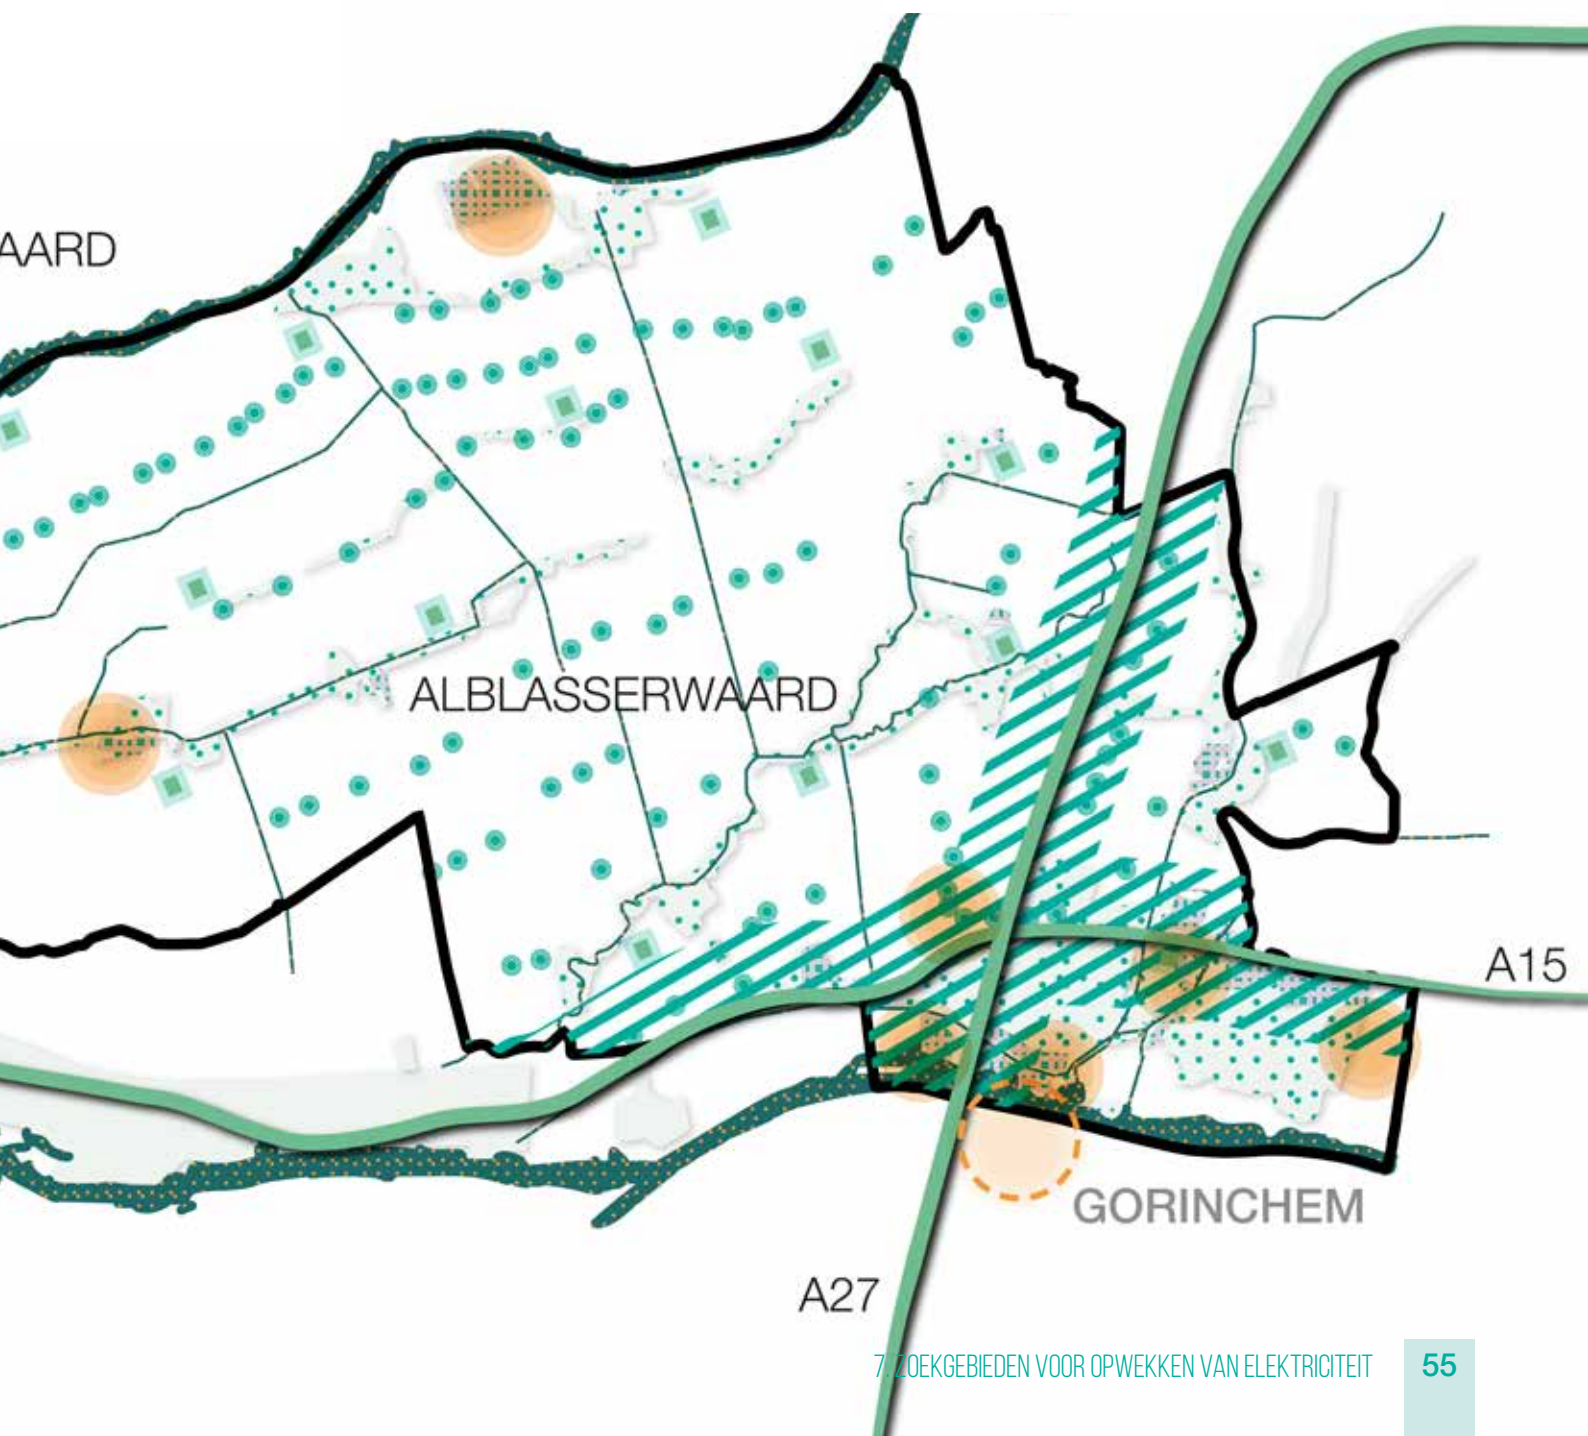 AARD
ALBLASSERWAARD
A15
GORINCHEM
A27
7. ZOEKGEBIEDEN VOOR OPWEKKEN VAN ELEKTRICITEIT
55